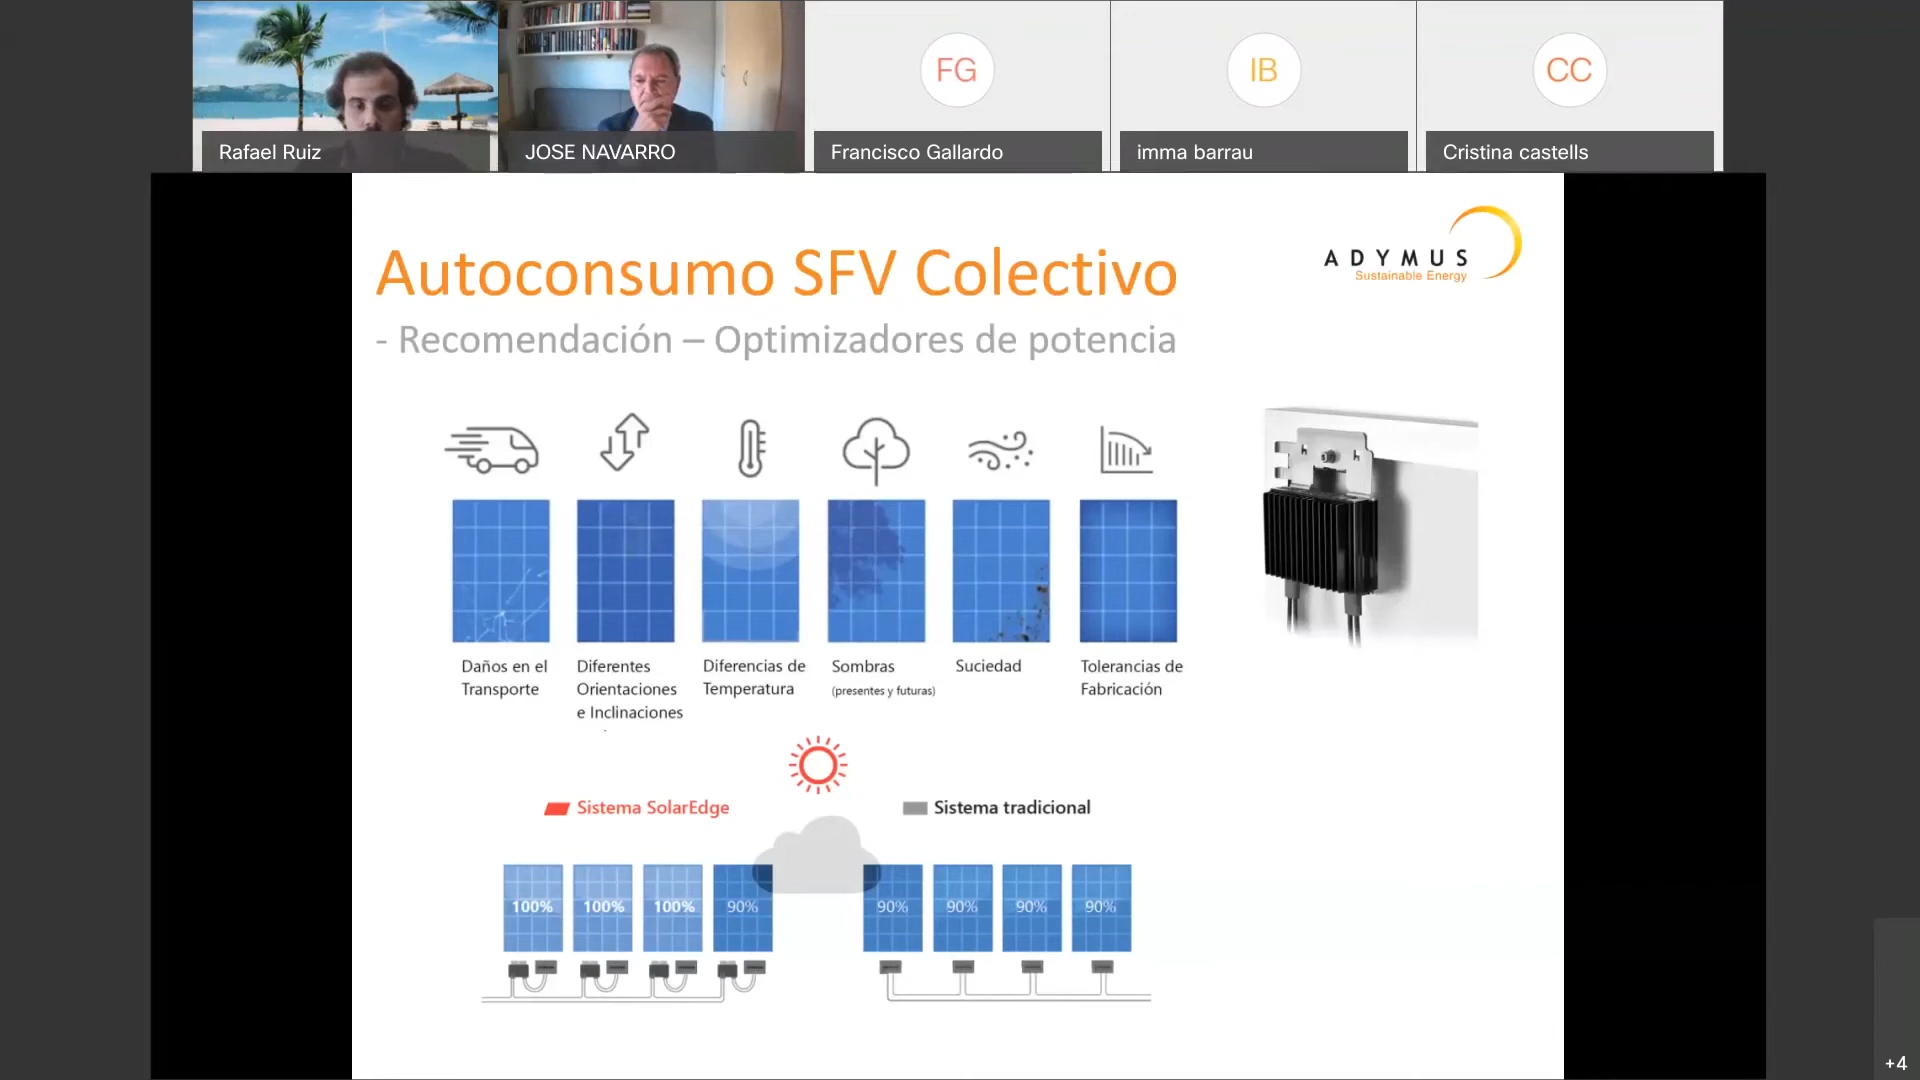 FG
IB
CC
Rafael Ruiz
JOSE NAVARRO
Francisco Gallardo
imma barrau
Cristina castells
ADYMUS
Sustainable Energy
Autoconsumo SFV Colectivo
- Recomendación – Optimizadores de potencia
Daños en el
Transporte
Diferentes
Orientaciones
e Inclinaciones
Diferencias de
Temperatura
Sombras
(presentes y futuras)
Suciedad
Tolerancias de
Fabricación
Sistema SolarEdge
Sistema tradicional
100% 100% 100% 90%
90% 90% 90% 90%
+4